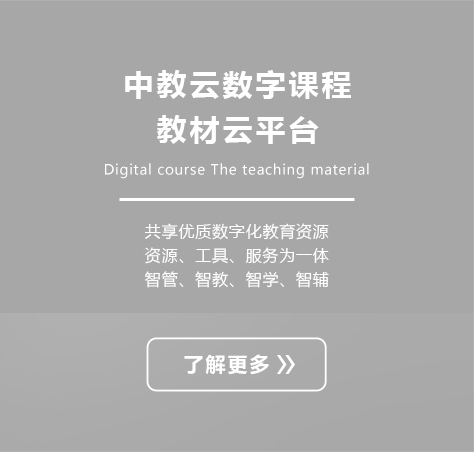 中教云数字课程
教材云平台
Digital course The teaching material
共享优质数字化教育资源
资源、工具、服务为一体
智管、智教、智学、智辅
了解更多 》